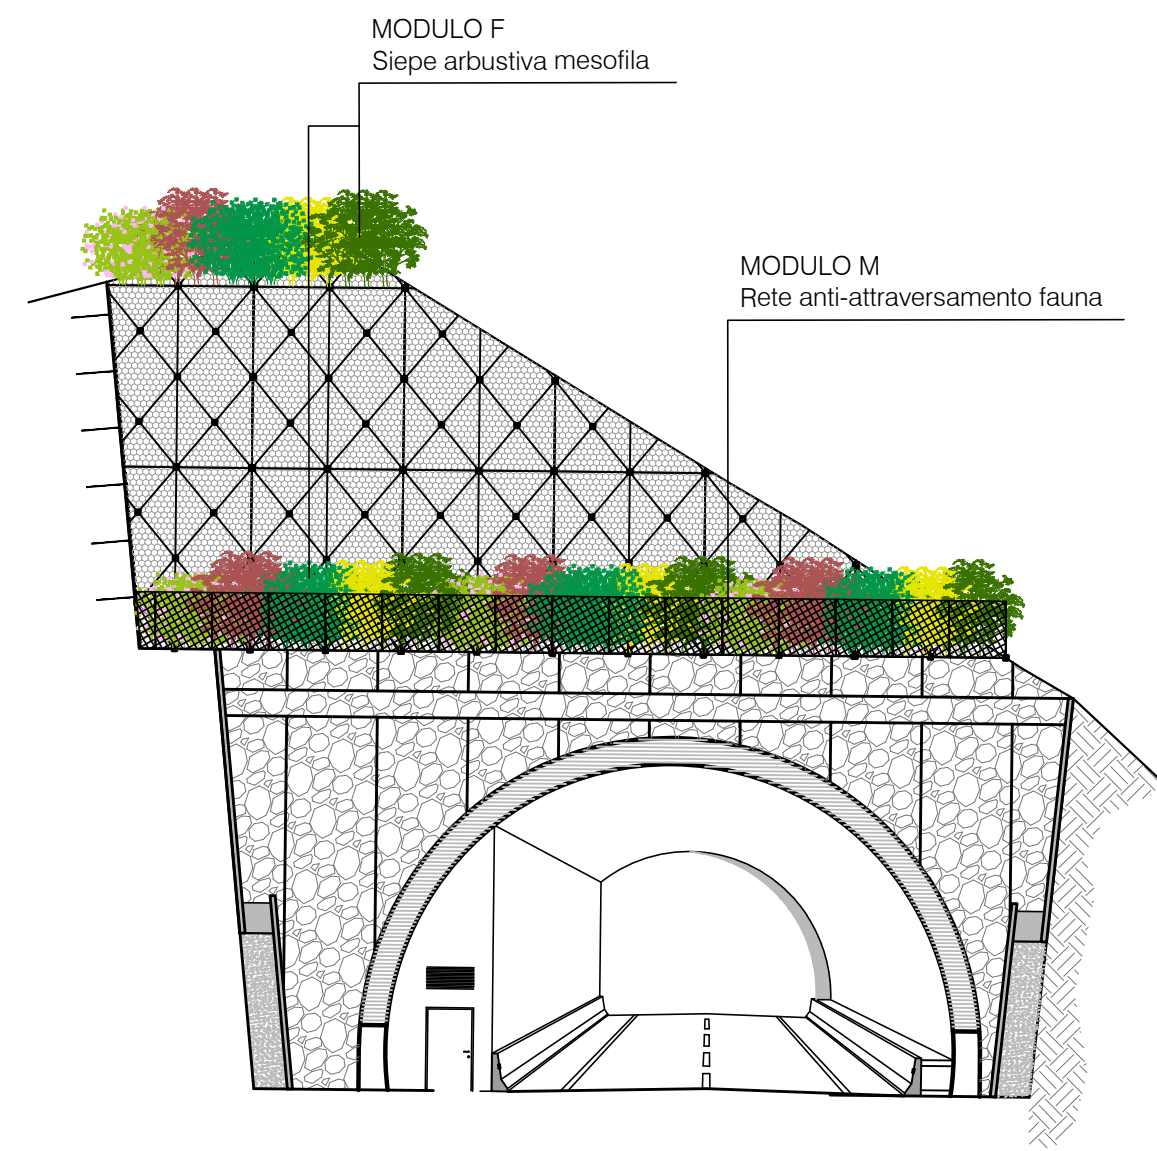 MODULO F
Siepe arbustiva mesofila
MODULO M
Rete anti-attraversamento fauna